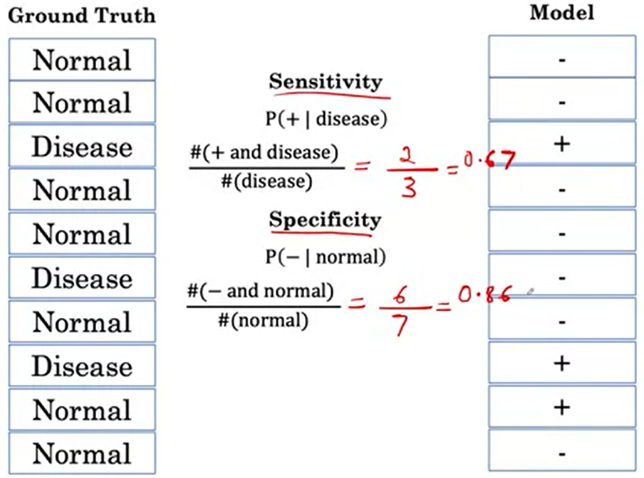 Ground Truth
Normal
Normal
Disease
Normal
Normal
Disease
Normal
Disease
Normal
Normal
Sensitivity
P(+ | disease)
#(+ and disease)
#(disease)
= 2/3 = 0.67
Specificity
P(− | normal)
#(− and normal)
#(normal)
= 6/7 = 0.86
Model
-
-
+
-
-
-
-
+
+
-